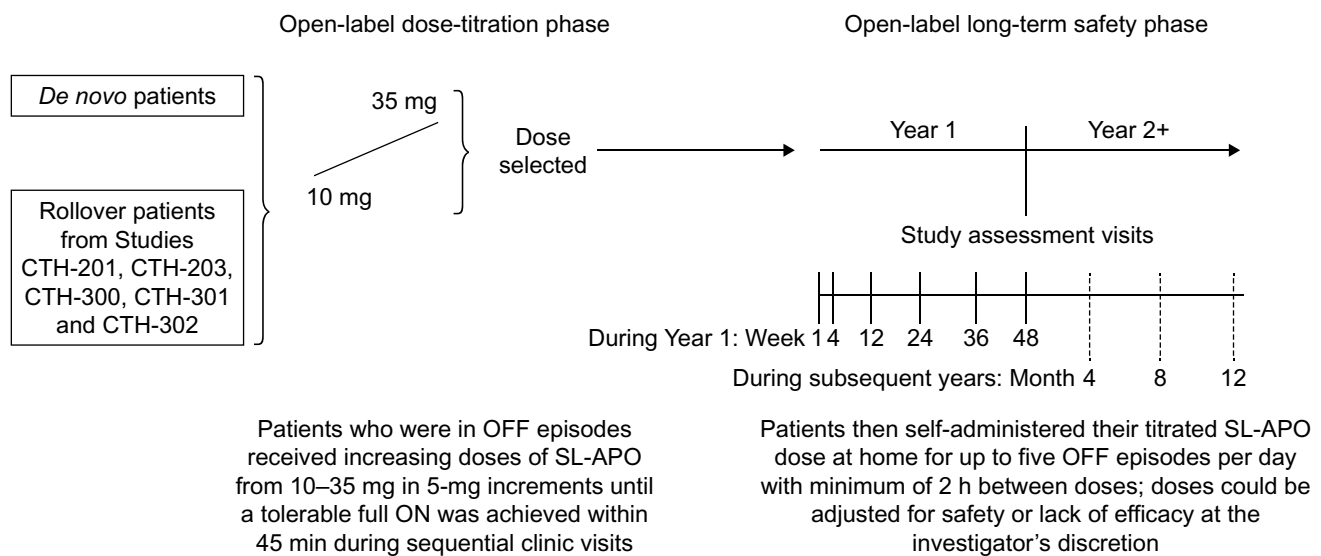 Open-label dose-titration phase
Open-label long-term safety phase
De novo patients
Rollover patients
from Studies
CTH-201, CTH-203,
CTH-300, CTH-301
and CTH-302
35 mg
10 mg
Dose
selected
Year 1
Year 2+
Study assessment visits
During Year 1: Week 1 4 12 24 36 48
During subsequent years: Month 4 8 12
Patients who were in OFF episodes
received increasing doses of SL-APO
from 10–35 mg in 5-mg increments until
a tolerable full ON was achieved within
45 min during sequential clinic visits
Patients then self-administered their titrated SL-APO
dose at home for up to five OFF episodes per day
with minimum of 2 h between doses; doses could be
adjusted for safety or lack of efficacy at the
investigator’s discretion